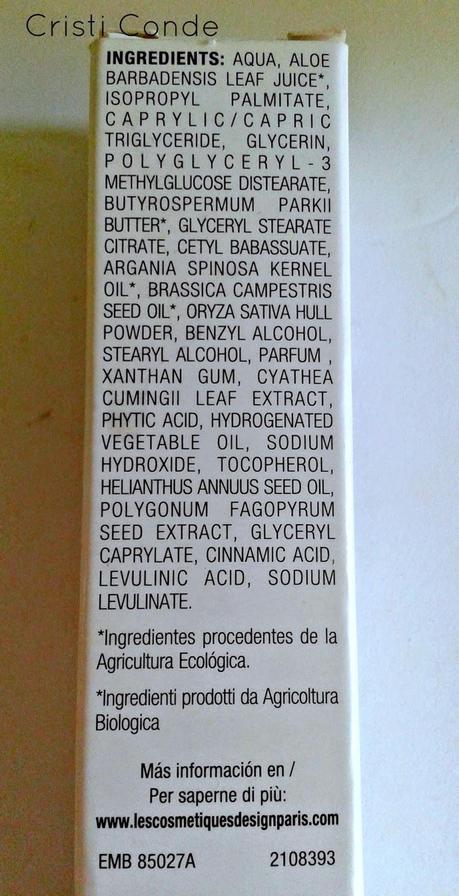 Cristi Conde
INGREDIENTS: AQUA, ALOE
BARBADENSIS LEAF JUICE*,
ISOPROPYL PALMITATE,
CAPRYLIC/CAPRIC
TRIGLYCERIDE, GLYCERIN,
POLYGLYCERYL-3
METHYLGLUCOSE DISTEARATE,
BUTYROSPERMUM PARKII
BUTTER*, GLYCERYL STEARATE
CITRATE, CETYL BABASSUATE,
ARGANIA SPINOSA KERNEL
OIL*, BRASSICA CAMPESTRIS
SEED OIL*, ORYZA SATIVA HULL
POWDER, BENZYL ALCOHOL,
STEARYL ALCOHOL, PARFUM ,
XANTHAN GUM, CYATHEA
CUMINGII LEAF EXTRACT,
PHYTIC ACID, HYDROGENATED
VEGETABLE OIL, SODIUM
HYDROXIDE, TOCOPHEROL,
HELIANTHUS ANNUUS SEED OIL,
POLYGONUM FAGOPYRUM
SEED EXTRACT, GLYCERYL
CAPRYLATE, CINNAMIC ACID,
LEVULINIC ACID, SODIUM
LEVULINATE.
*Ingredientes procedentes de la
Agricultura Ecológica.
*Ingredienti prodotti da Agricoltura
Biologica
Más información en /
Per saperne di più:
www.lescosmetiquesdesignparis.com
EMB 85027A 2108393